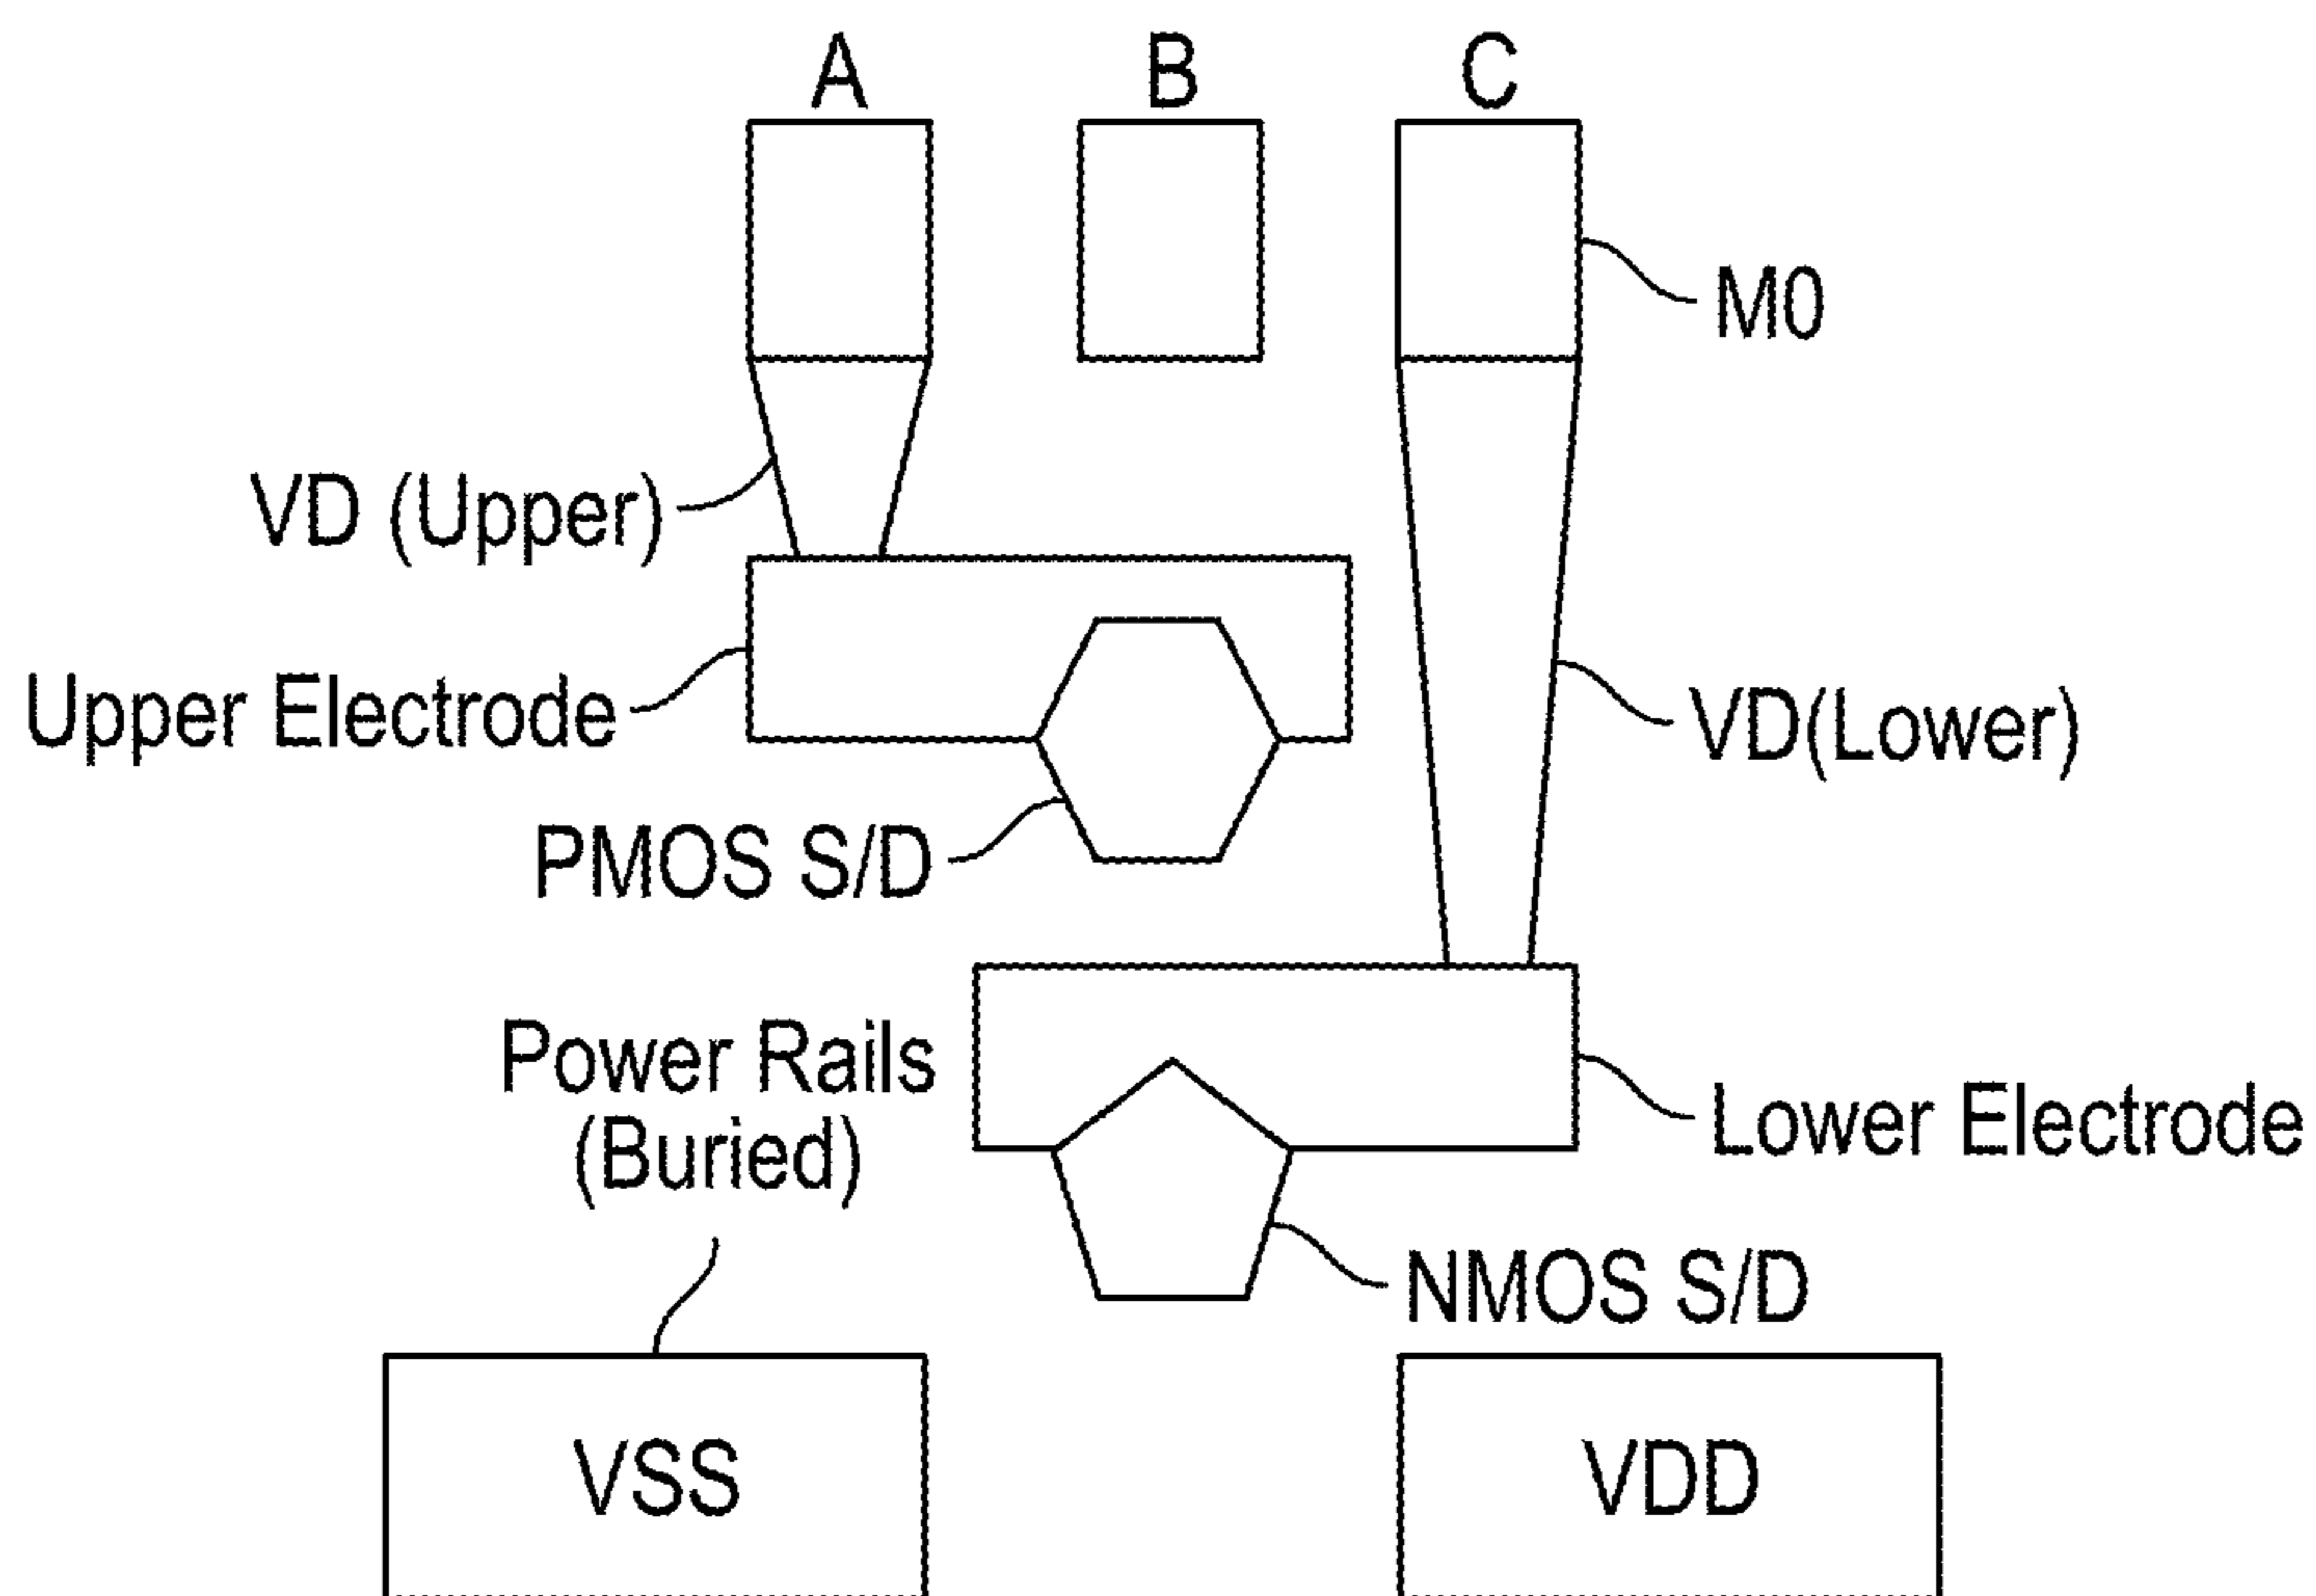 A
B
C
M0
VD (Upper)
Upper Electrode
VD(Lower)
PMOS S/D
Power Rails
(Buried)
Lower Electrode
NMOS S/D
VSS
VDD